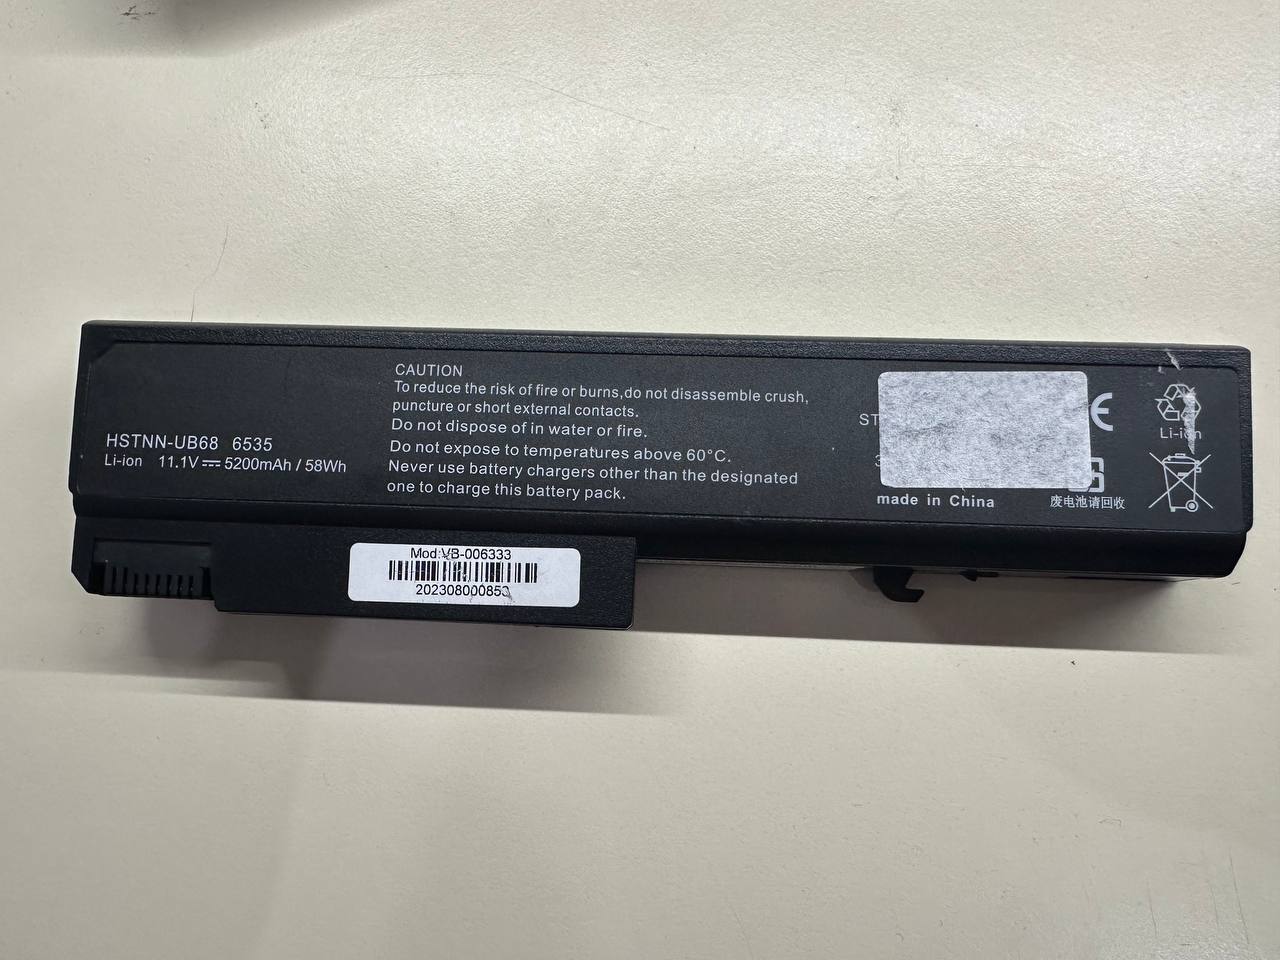 HSTNN-UB68 6535
Li-ion 11.1V 5200mAh / 58Wh
CAUTION
To reduce the risk of fire or burns,do not disassemble crush,
puncture or short external contacts.
Do not dispose of in water or fire.
Do not expose to temperatures above 60°C.
Never use battery chargers other than the designated
one to charge this battery pack.
made in China
Li-ion
废电池请回收
Mod:VB-006333
202308000853